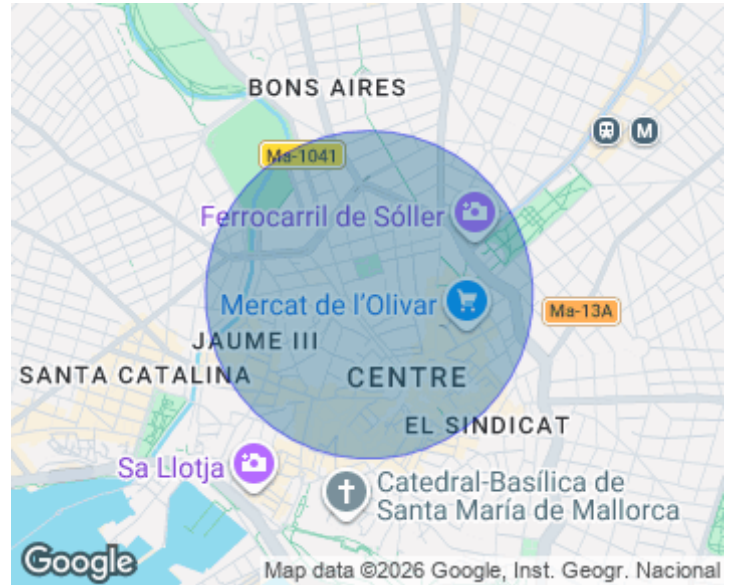 BONS AIRES
Ma-1041
M
Ferrocarril de Sóller
Mercat de l'Olivar
Ma-13A
JAUME III
SANTA CATALINA
CENTRE
EL SINDICAT
Sa Llotja
Catedral-Basílica de
Santa María de Mallorca
Google
Map data ©2026 Google, Inst. Geogr. Nacional